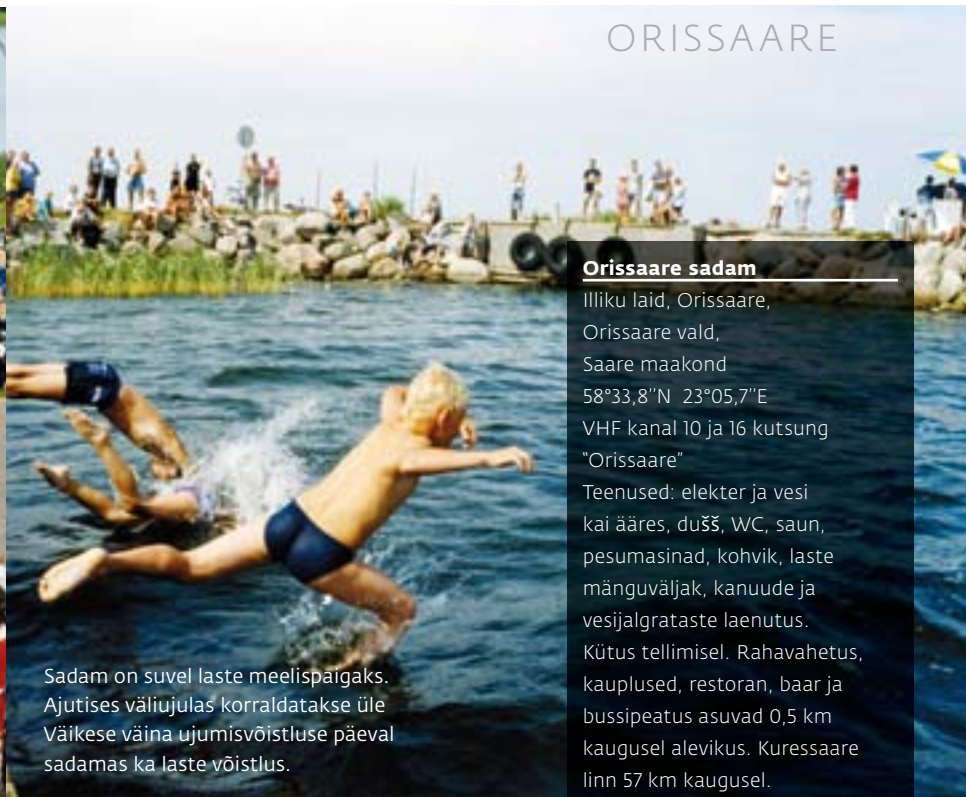 ORISSAARE
Orissaare sadam
Illiku laid, Orissaare,
Orissaare vald,
Saare maakond
58°33,8''N 23°05,7''E
VHF kanal 10 ja 16 kutsung
"Orissaare"
Teenused: elekter ja vesi
kai ääres, dušš, WC, saun,
pesumasinad, kohvik, laste
mänguväljak, kanuude ja
vesijalgrataste laenutus.
Kütus tellimisel. Rahavahetus,
kauplused, restoran, baar ja
bussipeatus asuvad 0,5 km
kaugusel alevikus. Kuressaare
linn 57 km kaugusel.
Sadam on suvel laste meelispaigaks.
Ajutises väliujulas korraldatakse üle
Väikese väina ujumisvõistluse päeval
sadamas ka laste võistlus.